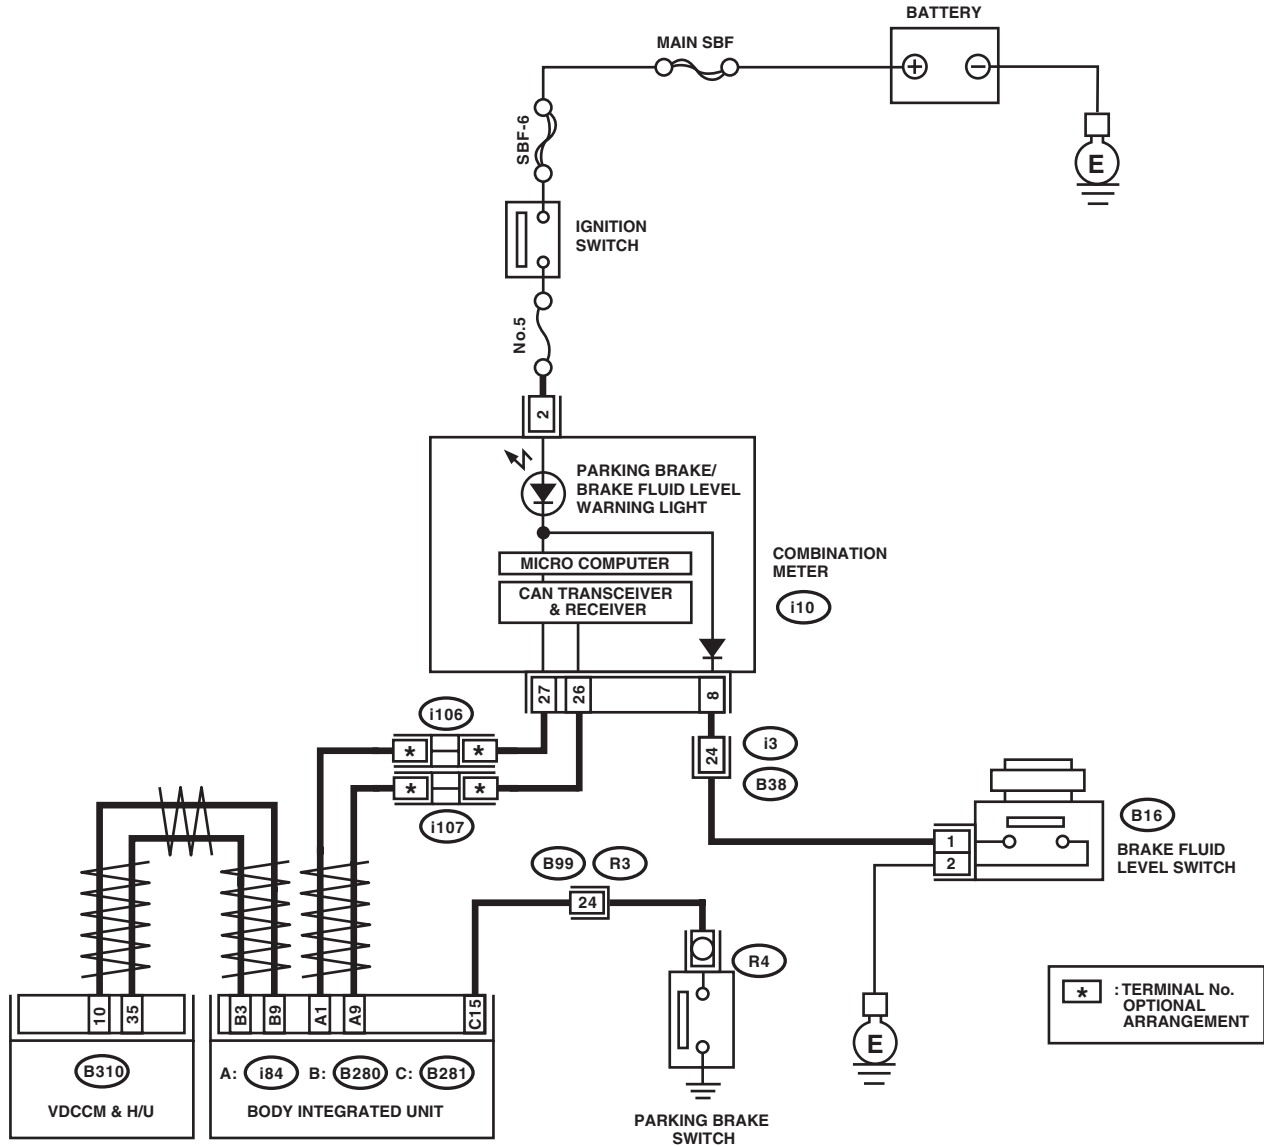 BATTERY
MAIN SBF
+
−
SBF-6
E
IGNITION
SWITCH
No.5
2
PARKING BRAKE/
BRAKE FLUID LEVEL
WARNING LIGHT
MICRO COMPUTER
CAN TRANSCEIVER
& RECEIVER
COMBINATION
METER
i10
27
26
8
i106
* *
* *
i107
24
i3
B38
B16
1
2
BRAKE FLUID
LEVEL SWITCH
B99
R3
24
R4
10
35
B3
B9
A1
A9
C15
E
* : TERMINAL No.
OPTIONAL
ARRANGEMENT
B310
VDCCM & H/U
A: i84 B: B280 C: B281
BODY INTEGRATED UNIT
PARKING BRAKE
SWITCH